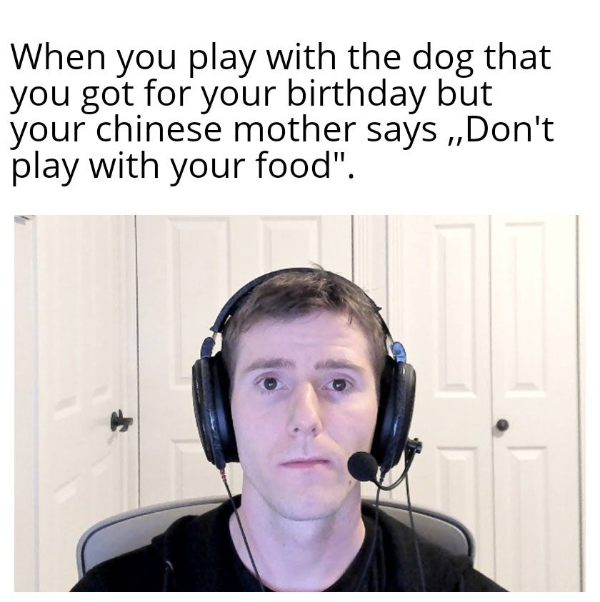 When you play with the dog that
you got for your birthday but
your chinese mother says ,,Don't
play with your food".